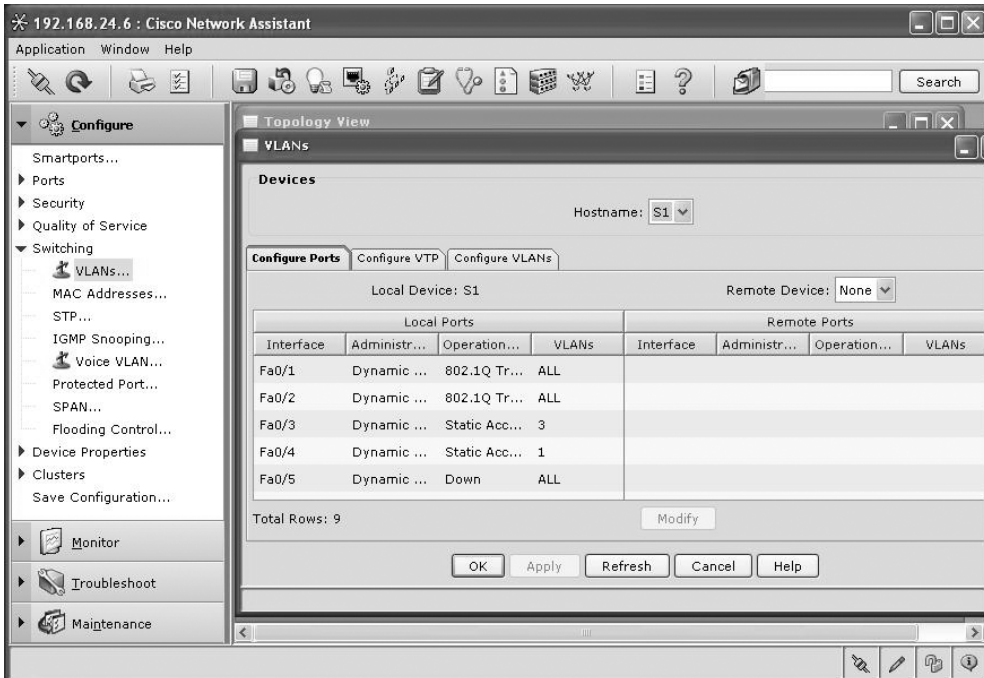 192.168.24.6 : Cisco Network Assistant
Application Window Help
Search
Configure
Smartports...
Ports
Security
Quality of Service
Switching
VLANs...
MAC Addresses...
STP...
IGMP Snooping...
Voice VLAN...
Protected Port...
SPAN...
Flooding Control...
Device Properties
Clusters
Save Configuration...
Monitor
Troubleshoot
Maintenance
Topology View
VLANs
Devices
Hostname: S1
Configure Ports Configure VTP Configure VLANs
Local Device: S1 Remote Device: None
Local Ports Remote Ports
Interface Administr... Operation... VLANs Interface Administr... Operation... VLANs
Fa0/1 Dynamic ... 802.1Q Tr... ALL
Fa0/2 Dynamic ... 802.1Q Tr... ALL
Fa0/3 Dynamic ... Static Acc... 3
Fa0/4 Dynamic ... Static Acc... 1
Fa0/5 Dynamic ... Down ALL
Total Rows: 9 Modify
OK Apply Refresh Cancel Help